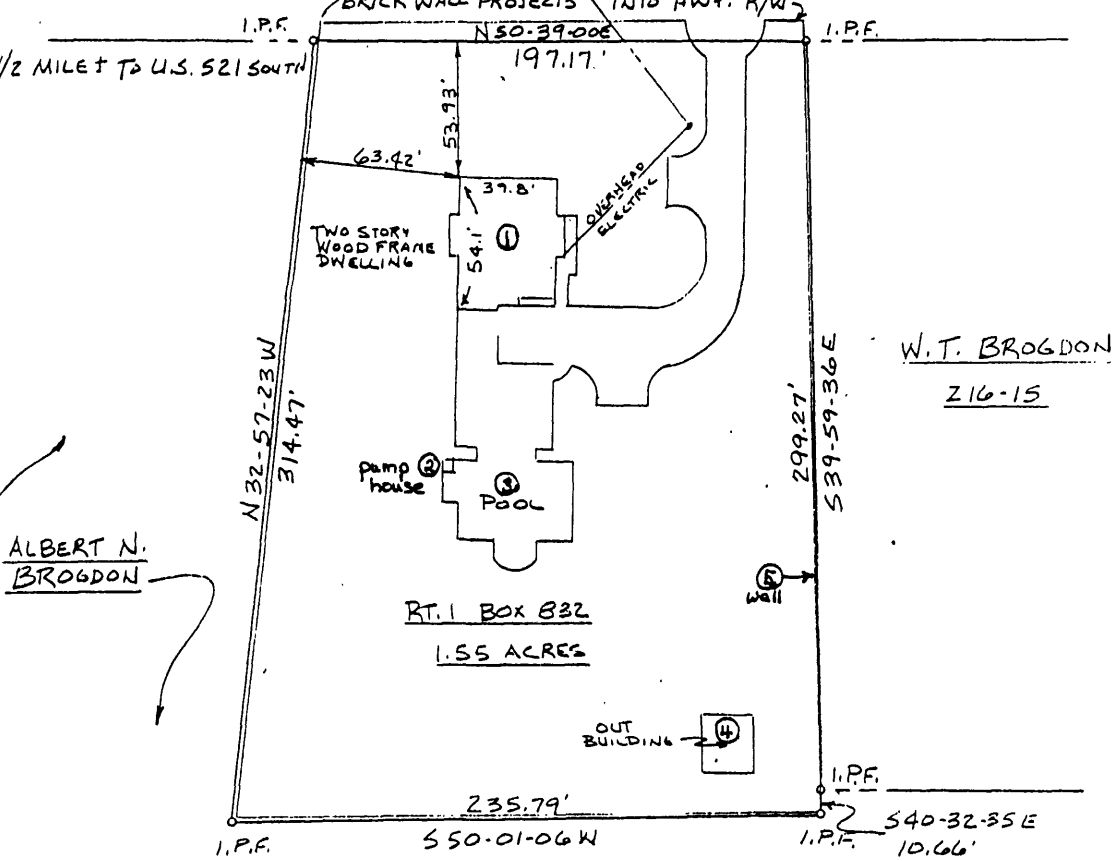 BRICK WALL PROJECTS INTO HWY. R/W
I.P.F.
N50-39-00E
I.P.F.
1/2 MILE± TO U.S. 521 SOUTH
197.17'
53.93'
63.42'
39.8'
OVERHEAD
ELECTRIC
TWO STORY
WOOD FRAME
DWELLING
54.1'
1
W.T. BROGDON
216-15
N32-57-23W
314.47'
299.27'
S39-59-36E
pump
house
2
3
POOL
ALBERT N.
BROGDON
5
wall
RT.1 BOX 832
1.55 ACRES
OUT
BUILDING
4
I.P.F.
235.79'
S40-32-35E
10.66'
I.P.F.
S50-01-06W
I.P.F.